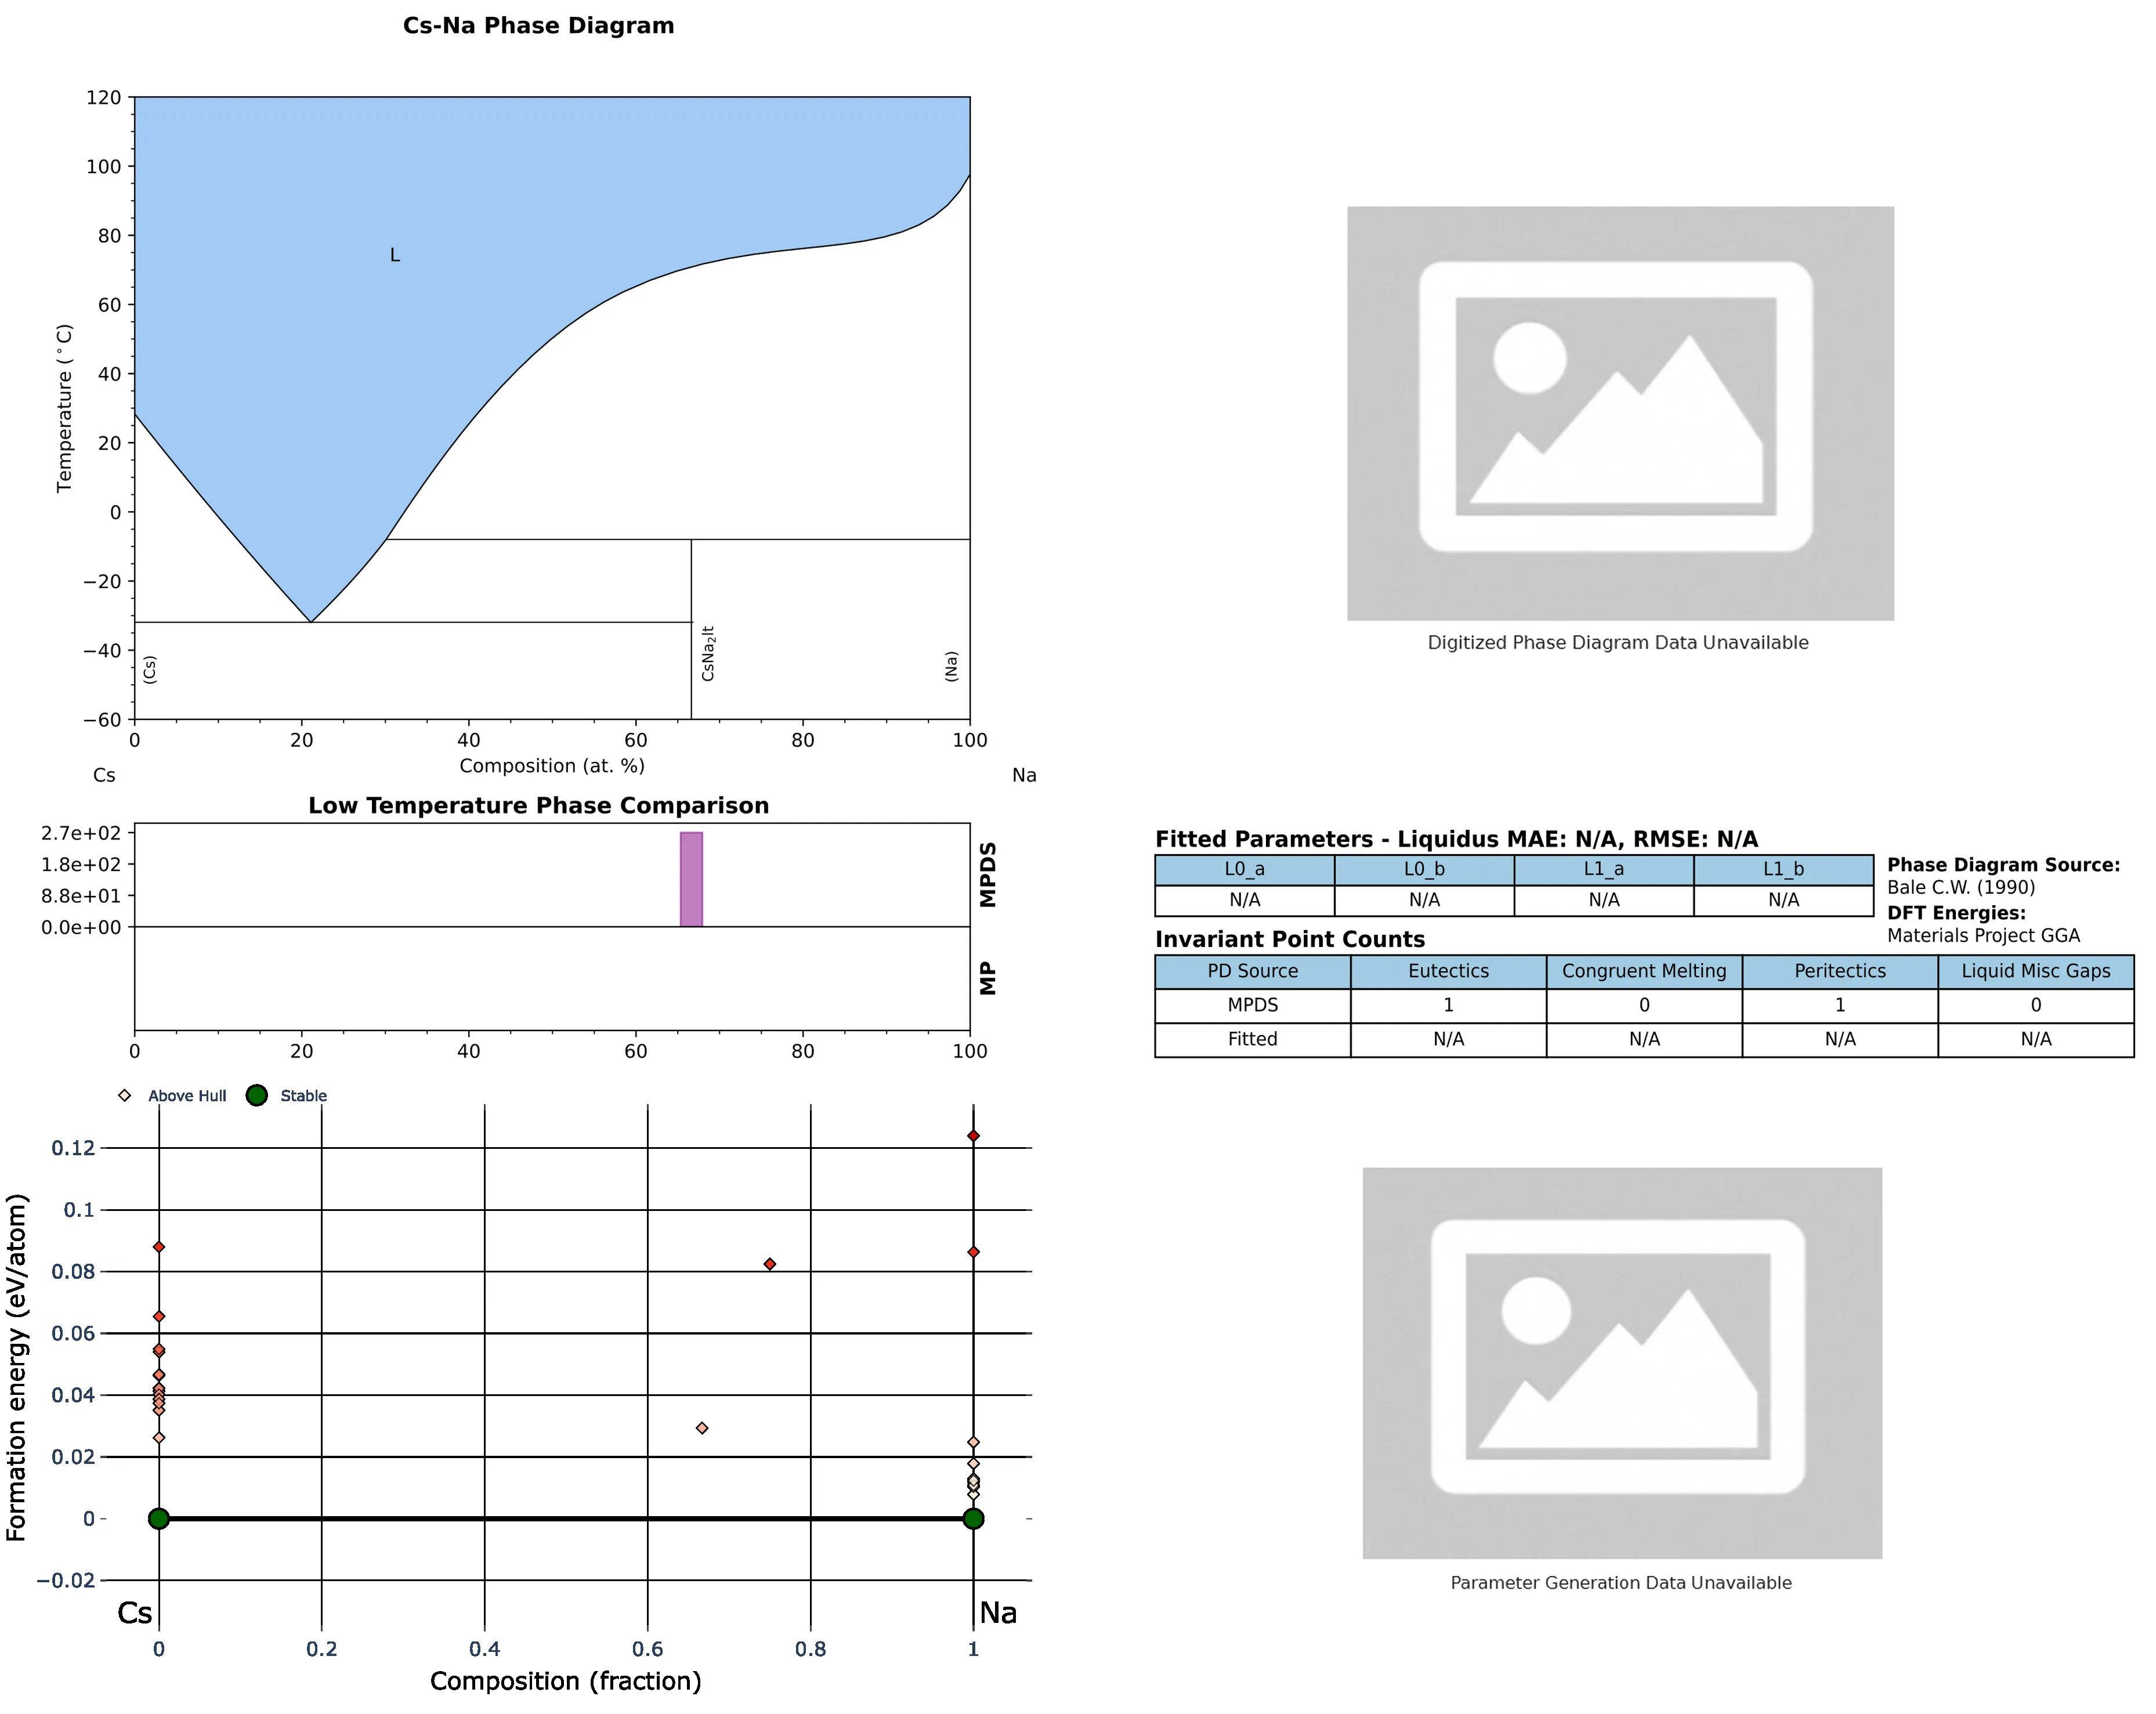 Cs-Na Phase Diagram
120
100
80
60
40
20
0
−20
−40
−60
Temperature (°C)
L
(Cs)
CsNa₂lt
(Na)
0 20 40 60 80 100
Composition (at. %)
Cs Na
Low Temperature Phase Comparison
2.7e+02
1.8e+02
8.8e+01
0.0e+00
MPDS
MP
0 20 40 60 80 100
Above Hull Stable
0.12
0.1
0.08
0.06
0.04
0.02
0
−0.02
Formation energy (eV/atom)
Cs Na
0 0.2 0.4 0.6 0.8 1
Composition (fraction)
Digitized Phase Diagram Data Unavailable
Fitted Parameters - Liquidus MAE: N/A, RMSE: N/A
L0_a L0_b L1_a L1_b
N/A N/A N/A N/A
Phase Diagram Source:
Bale C.W. (1990)
DFT Energies:
Materials Project GGA
Invariant Point Counts
PD Source Eutectics Congruent Melting Peritectics Liquid Misc Gaps
MPDS 1 0 1 0
Fitted N/A N/A N/A N/A
Parameter Generation Data Unavailable